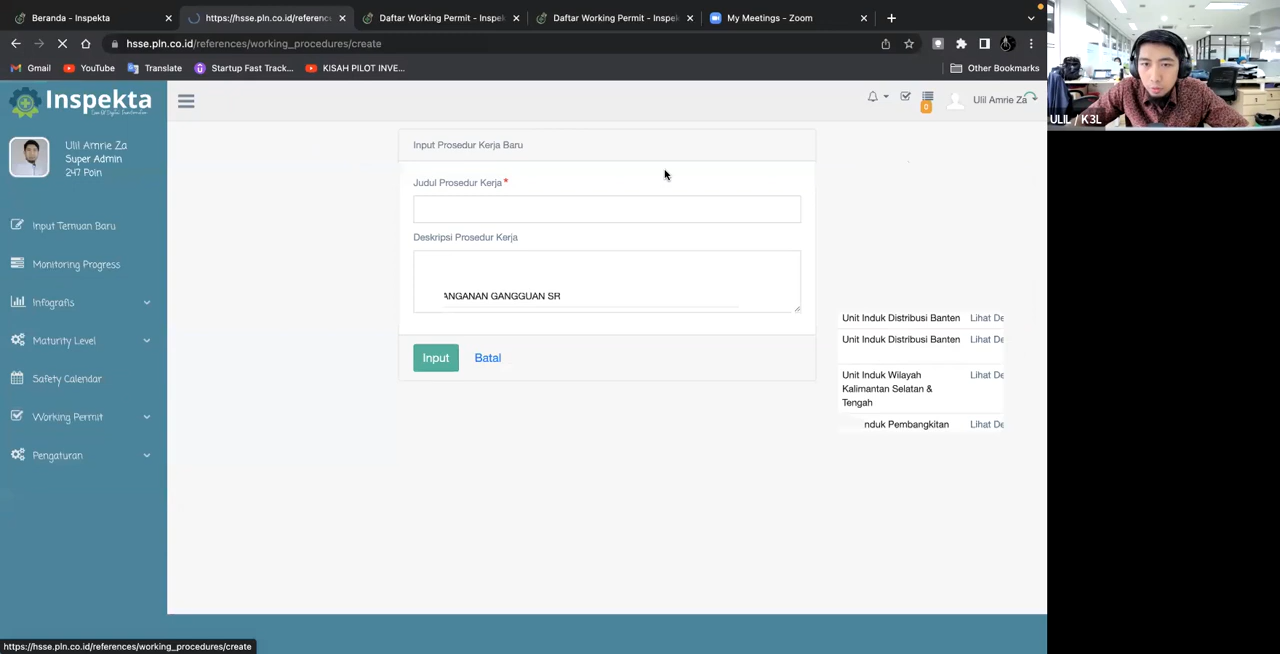 Beranda - Inspekta
https://hsse.pln.co.id/referenc
Daftar Working Permit - Inspek
Daftar Working Permit - Inspek
My Meetings - Zoom
hsse.pln.co.id/references/working_procedures/create
Gmail
YouTube
Translate
Startup Fast Track...
KISAH PILOT INVE...
Other Bookmarks
Inspekta
Ulil Amrie Za
Super Admin
247 Poin
0
Ulil Amrie Za
ULIL / K3L
Input Temuan Baru
Monitoring Progress
Infografis
Maturity Level
Safety Calendar
Working Permit
Pengaturan
Input Prosedur Kerja Baru
Judul Prosedur Kerja*
Deskripsi Prosedur Kerja
ANGANAN GANGGUAN SR
Input
Batal
Unit Induk Distribusi Banten Lihat De
Unit Induk Distribusi Banten Lihat De
Unit Induk Wilayah Lihat De
Kalimantan Selatan &
Tengah
nduk Pembangkitan Lihat De
https://hsse.pln.co.id/references/working_procedures/create